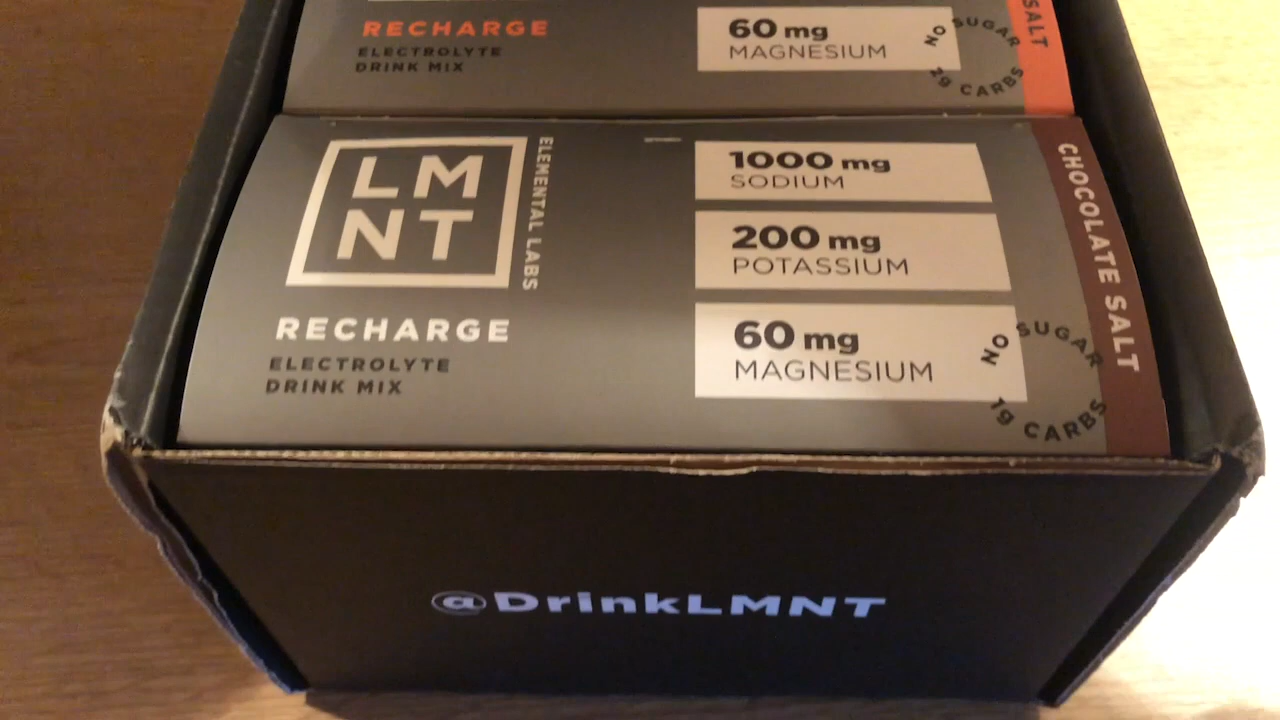 RECHARGE
ELECTROLYTE
DRINK MIX
60 mg
MAGNESIUM
NO SUGAR
2g CARBS
SALT
LM
NT
ELEMENTAL LABS
RECHARGE
ELECTROLYTE
DRINK MIX
1000 mg
SODIUM
200 mg
POTASSIUM
60 mg
MAGNESIUM
NO SUGAR
1g CARBS
CHOCOLATE SALT
@DrinkLMNT